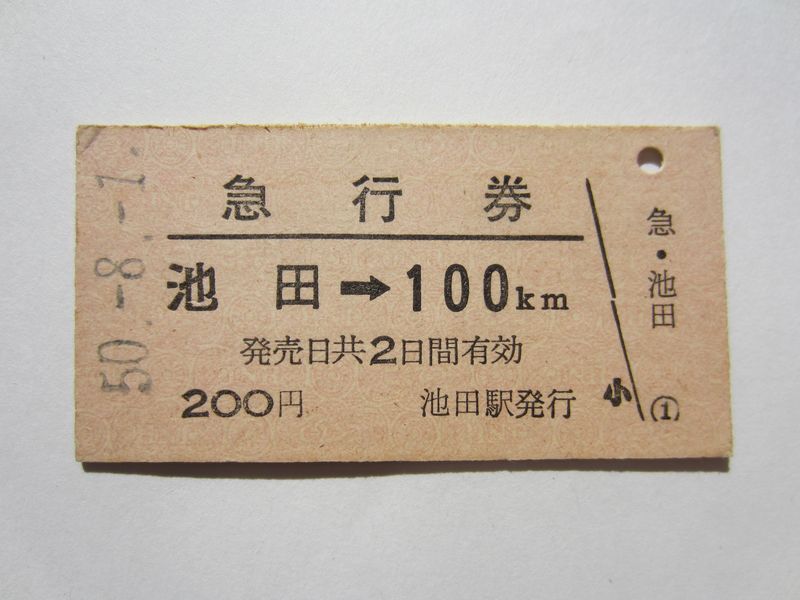 50.-8.-1.
急行券
池田➡100km
発売日共2日間有効
200円 池田駅発行
小
急・池田
①